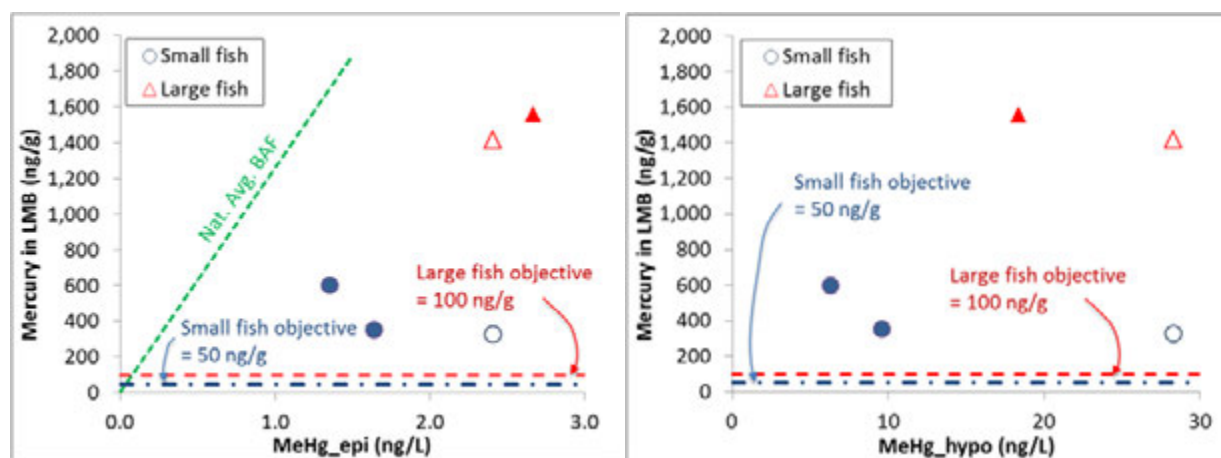 2,000
1,800
1,600
1,400
1,200
1,000
800
600
400
200
0
Mercury in LMB (ng/g)
Small fish
Large fish
Nat. Avg. BAF
Large fish objective
= 100 ng/g
Small fish objective
= 50 ng/g
0.0
1.0
2.0
3.0
MeHg_epi (ng/L)
2,000
1,800
1,600
1,400
1,200
1,000
800
600
400
200
0
Mercury in LMB (ng/g)
Small fish
Large fish
Small fish objective
= 50 ng/g
Large fish objective
= 100 ng/g
0
10
20
30
MeHg_hypo (ng/L)